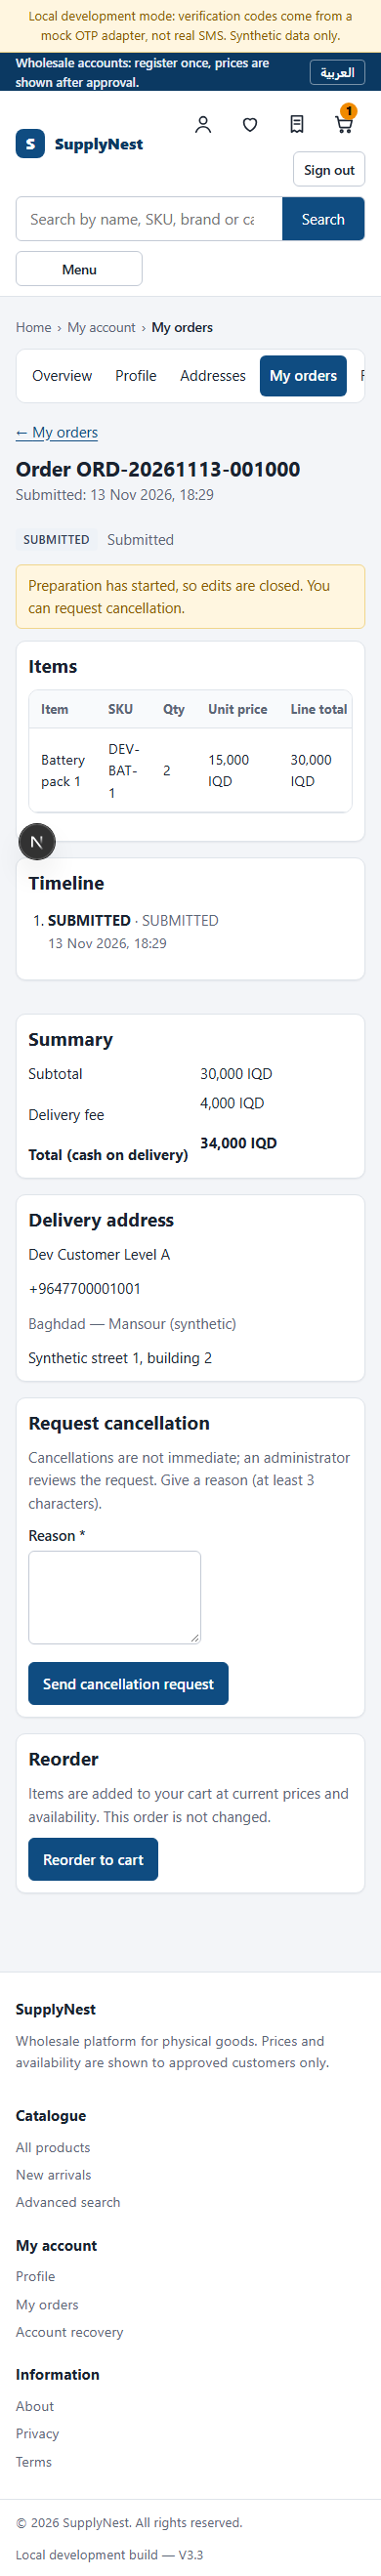 Local development mode: verification codes come from a
mock OTP adapter, not real SMS. Synthetic data only.
Wholesale accounts: register once, prices are
shown after approval.
العربية
1
S SupplyNest
Sign out
Search by name, SKU, brand or ca
Search
Menu
Home › My account › My orders
Overview Profile Addresses My orders
← My orders
Order ORD-20261113-001000
Submitted: 13 Nov 2026, 18:29
SUBMITTED Submitted
Preparation has started, so edits are closed. You
can request cancellation.
Items
Item SKU Qty Unit price Line total
Battery pack 1 DEV-BAT-1 2 15,000 IQD 30,000 IQD
N
Timeline
1. SUBMITTED · SUBMITTED
13 Nov 2026, 18:29
Summary
Subtotal 30,000 IQD
Delivery fee 4,000 IQD
Total (cash on delivery) 34,000 IQD
Delivery address
Dev Customer Level A
+9647700001001
Baghdad — Mansour (synthetic)
Synthetic street 1, building 2
Request cancellation
Cancellations are not immediate; an administrator
reviews the request. Give a reason (at least 3
characters).
Reason *
Send cancellation request
Reorder
Items are added to your cart at current prices and
availability. This order is not changed.
Reorder to cart
SupplyNest
Wholesale platform for physical goods. Prices and
availability are shown to approved customers only.
Catalogue
All products
New arrivals
Advanced search
My account
Profile
My orders
Account recovery
Information
About
Privacy
Terms
© 2026 SupplyNest. All rights reserved.
Local development build — V3.3